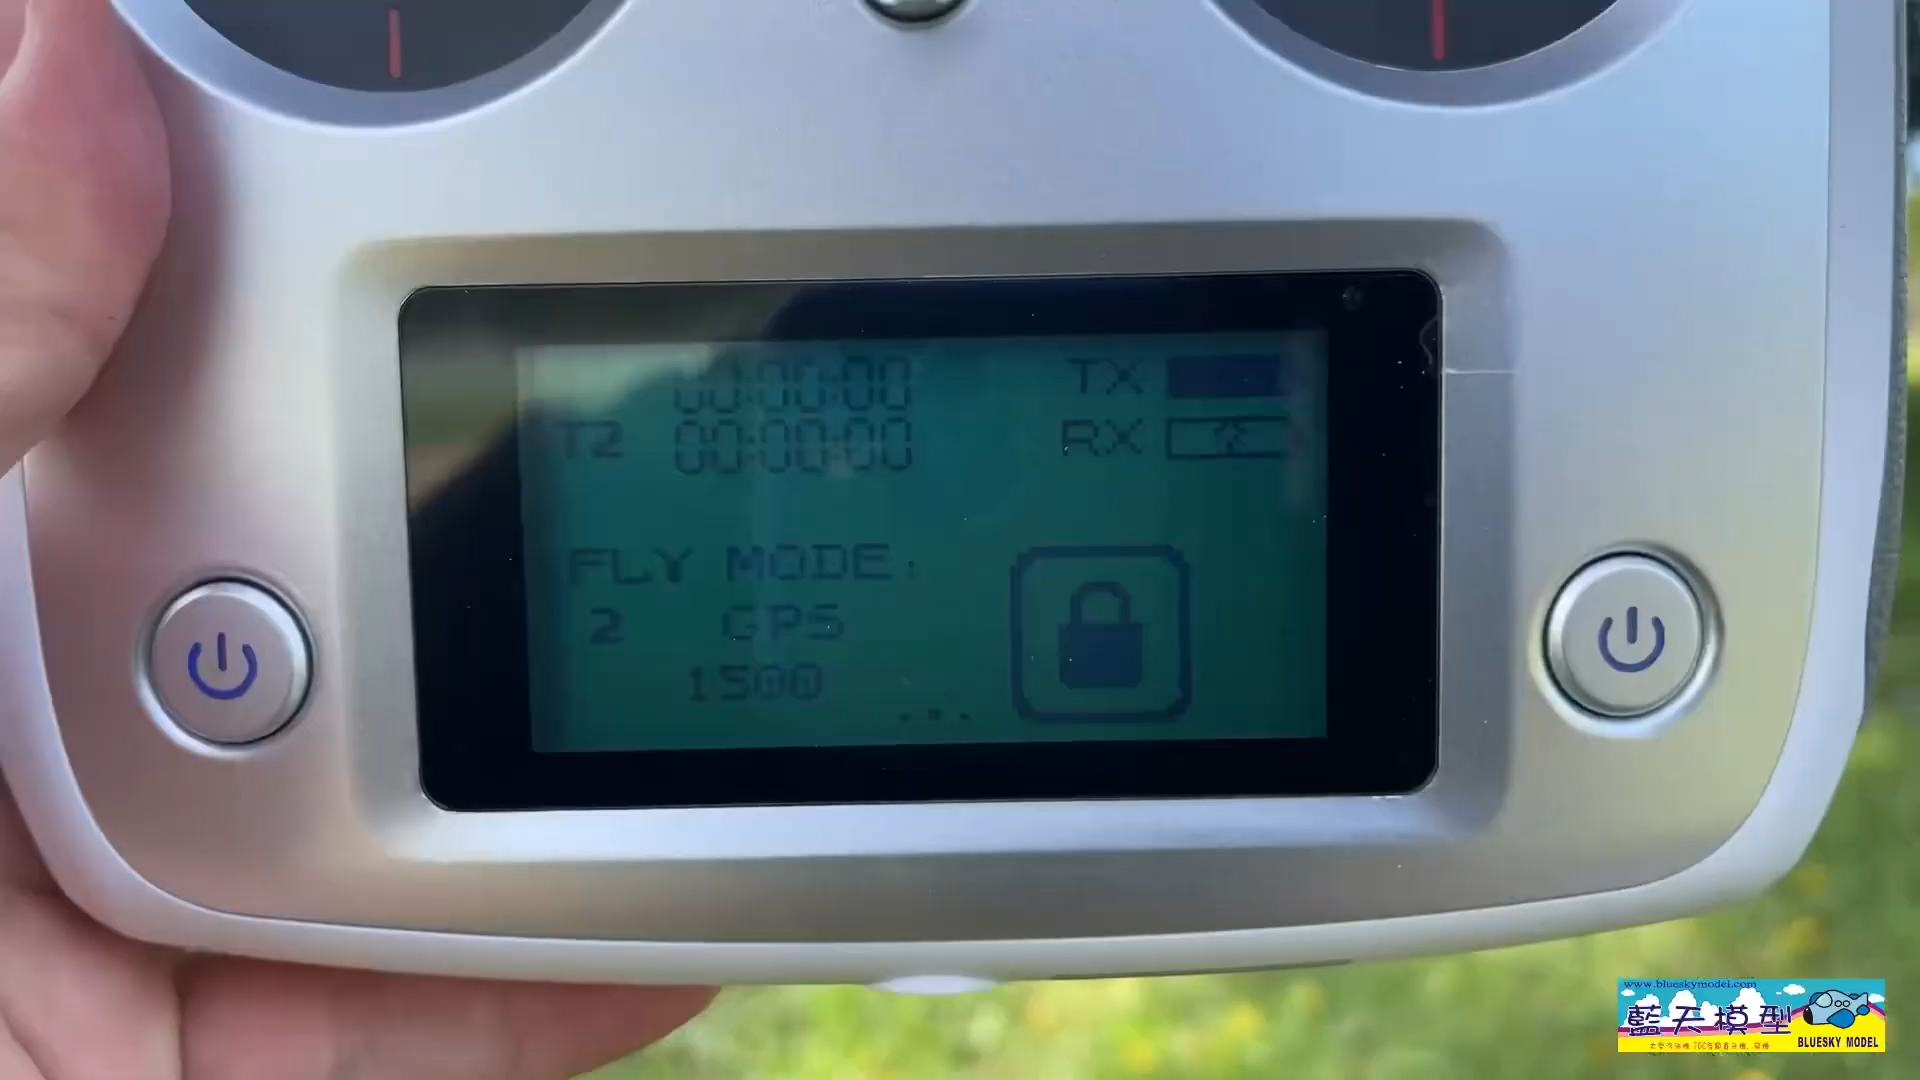 00:00:00 TX
T2 00:00:00 RX
FLY MODE:
2 GPS
1500
www.blueskymodel.com
藍天模型
BLUESKY MODEL